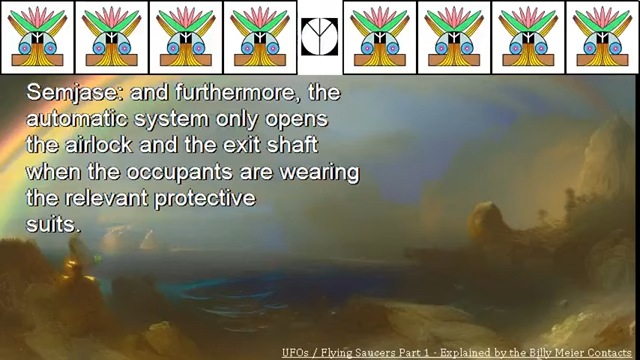 Semjase: and furthermore, the
automatic system only opens
the airlock and the exit shaft
when the occupants are wearing
the relevant protective
suits.
UFOs / Flying Saucers Part 1 - Explained by the Billy Meier Contacts